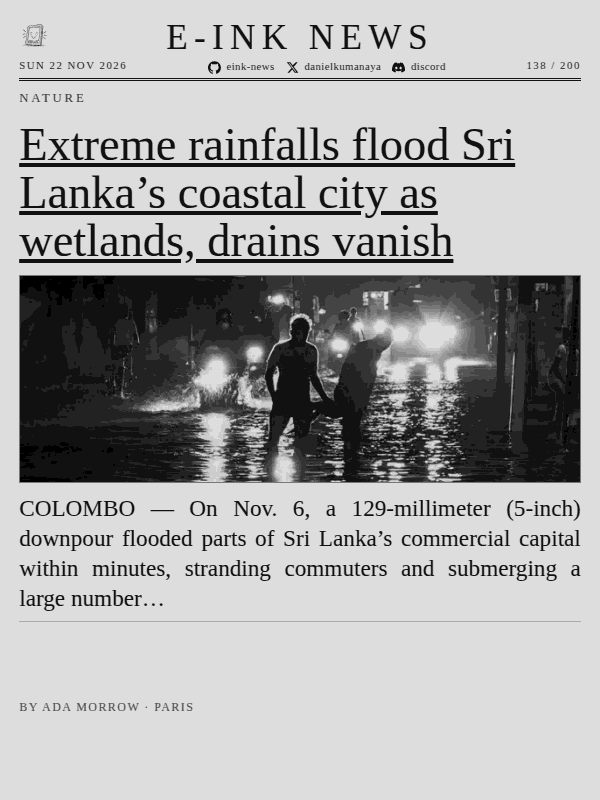 E-INK NEWS
SUN 22 NOV 2026
eink-news danielkumanaya discord
138 / 200
NATURE
Extreme rainfalls flood Sri
Lanka’s coastal city as
wetlands, drains vanish
COLOMBO — On Nov. 6, a 129-millimeter (5-inch)
downpour flooded parts of Sri Lanka’s commercial capital
within minutes, stranding commuters and submerging a
large number…
BY ADA MORROW · PARIS